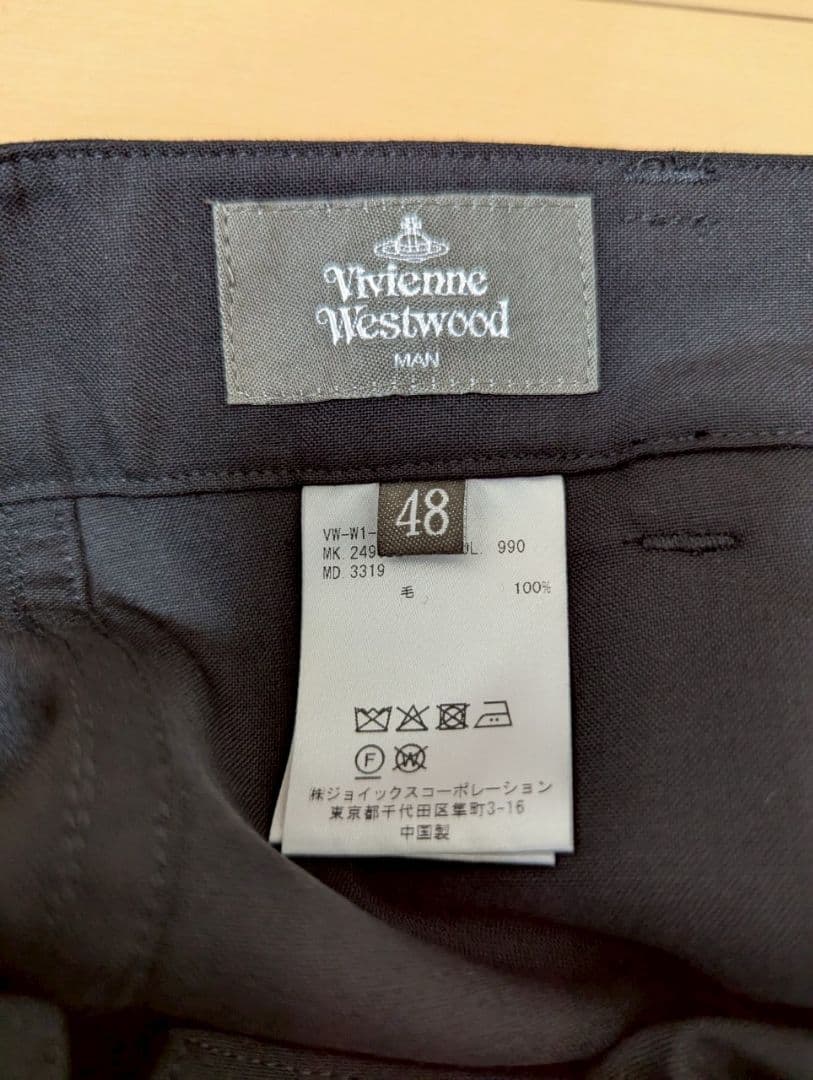 Vivienne
Westwood
MAN
48
VW-W1-
MK. 249 L. 990
MD. 3319
毛 100%
F
W
㈱ジョイックスコーポレーション
東京都千代田区隼町3-16
中国製